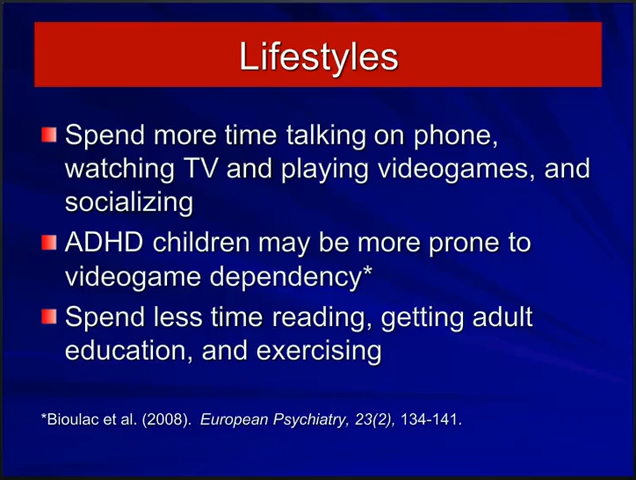 Lifestyles
Spend more time talking on phone,
watching TV and playing videogames, and
socializing
ADHD children may be more prone to
videogame dependency*
Spend less time reading, getting adult
education, and exercising
*Bioulac et al. (2008).  European Psychiatry, 23(2), 134-141.